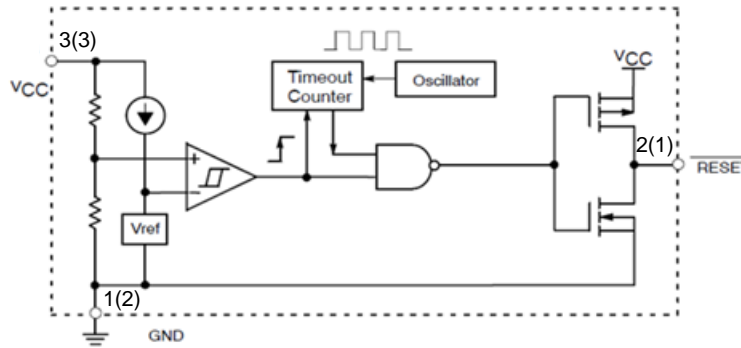 3(3)
VCC
Timeout
Counter
Oscillator
VCC
2(1)
RESE
+
−
Vref
1(2)
GND